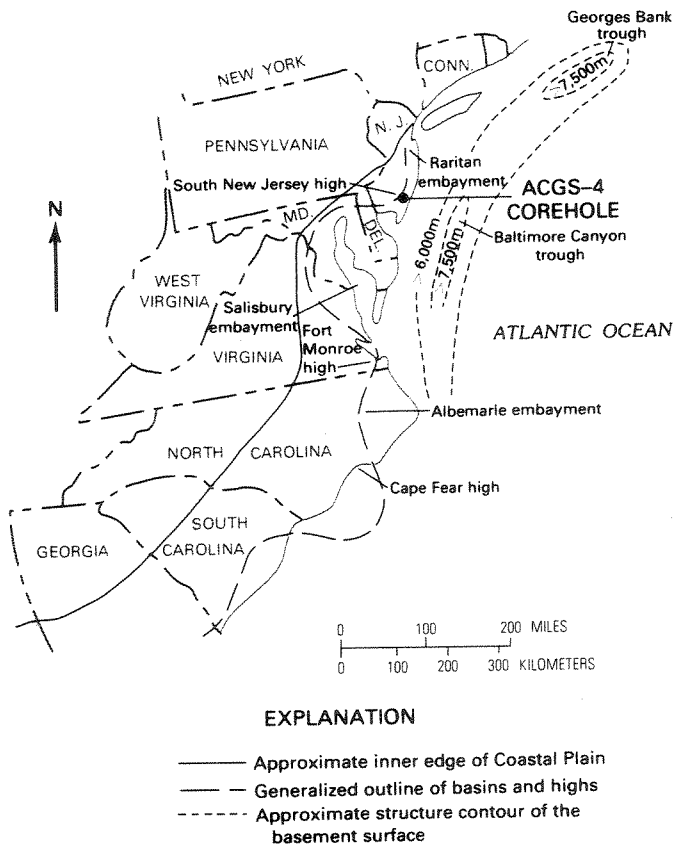 Georges Bank
trough
7,500m
CONN.
NEW YORK
N.J.
PENNSYLVANIA
Raritan
embayment
South New Jersey high
ACGS–4
COREHOLE
N
MD.
DEL.
6,000m
7,500m
Baltimore Canyon
trough
WEST
VIRGINIA
Salisbury
embayment
ATLANTIC OCEAN
Fort
Monroe
high
VIRGINIA
Albemarle embayment
NORTH CAROLINA
Cape Fear high
SOUTH
CAROLINA
GEORGIA
0 100 200 MILES
0 100 200 300 KILOMETERS
EXPLANATION
Approximate inner edge of Coastal Plain
Generalized outline of basins and highs
Approximate structure contour of the
basement surface